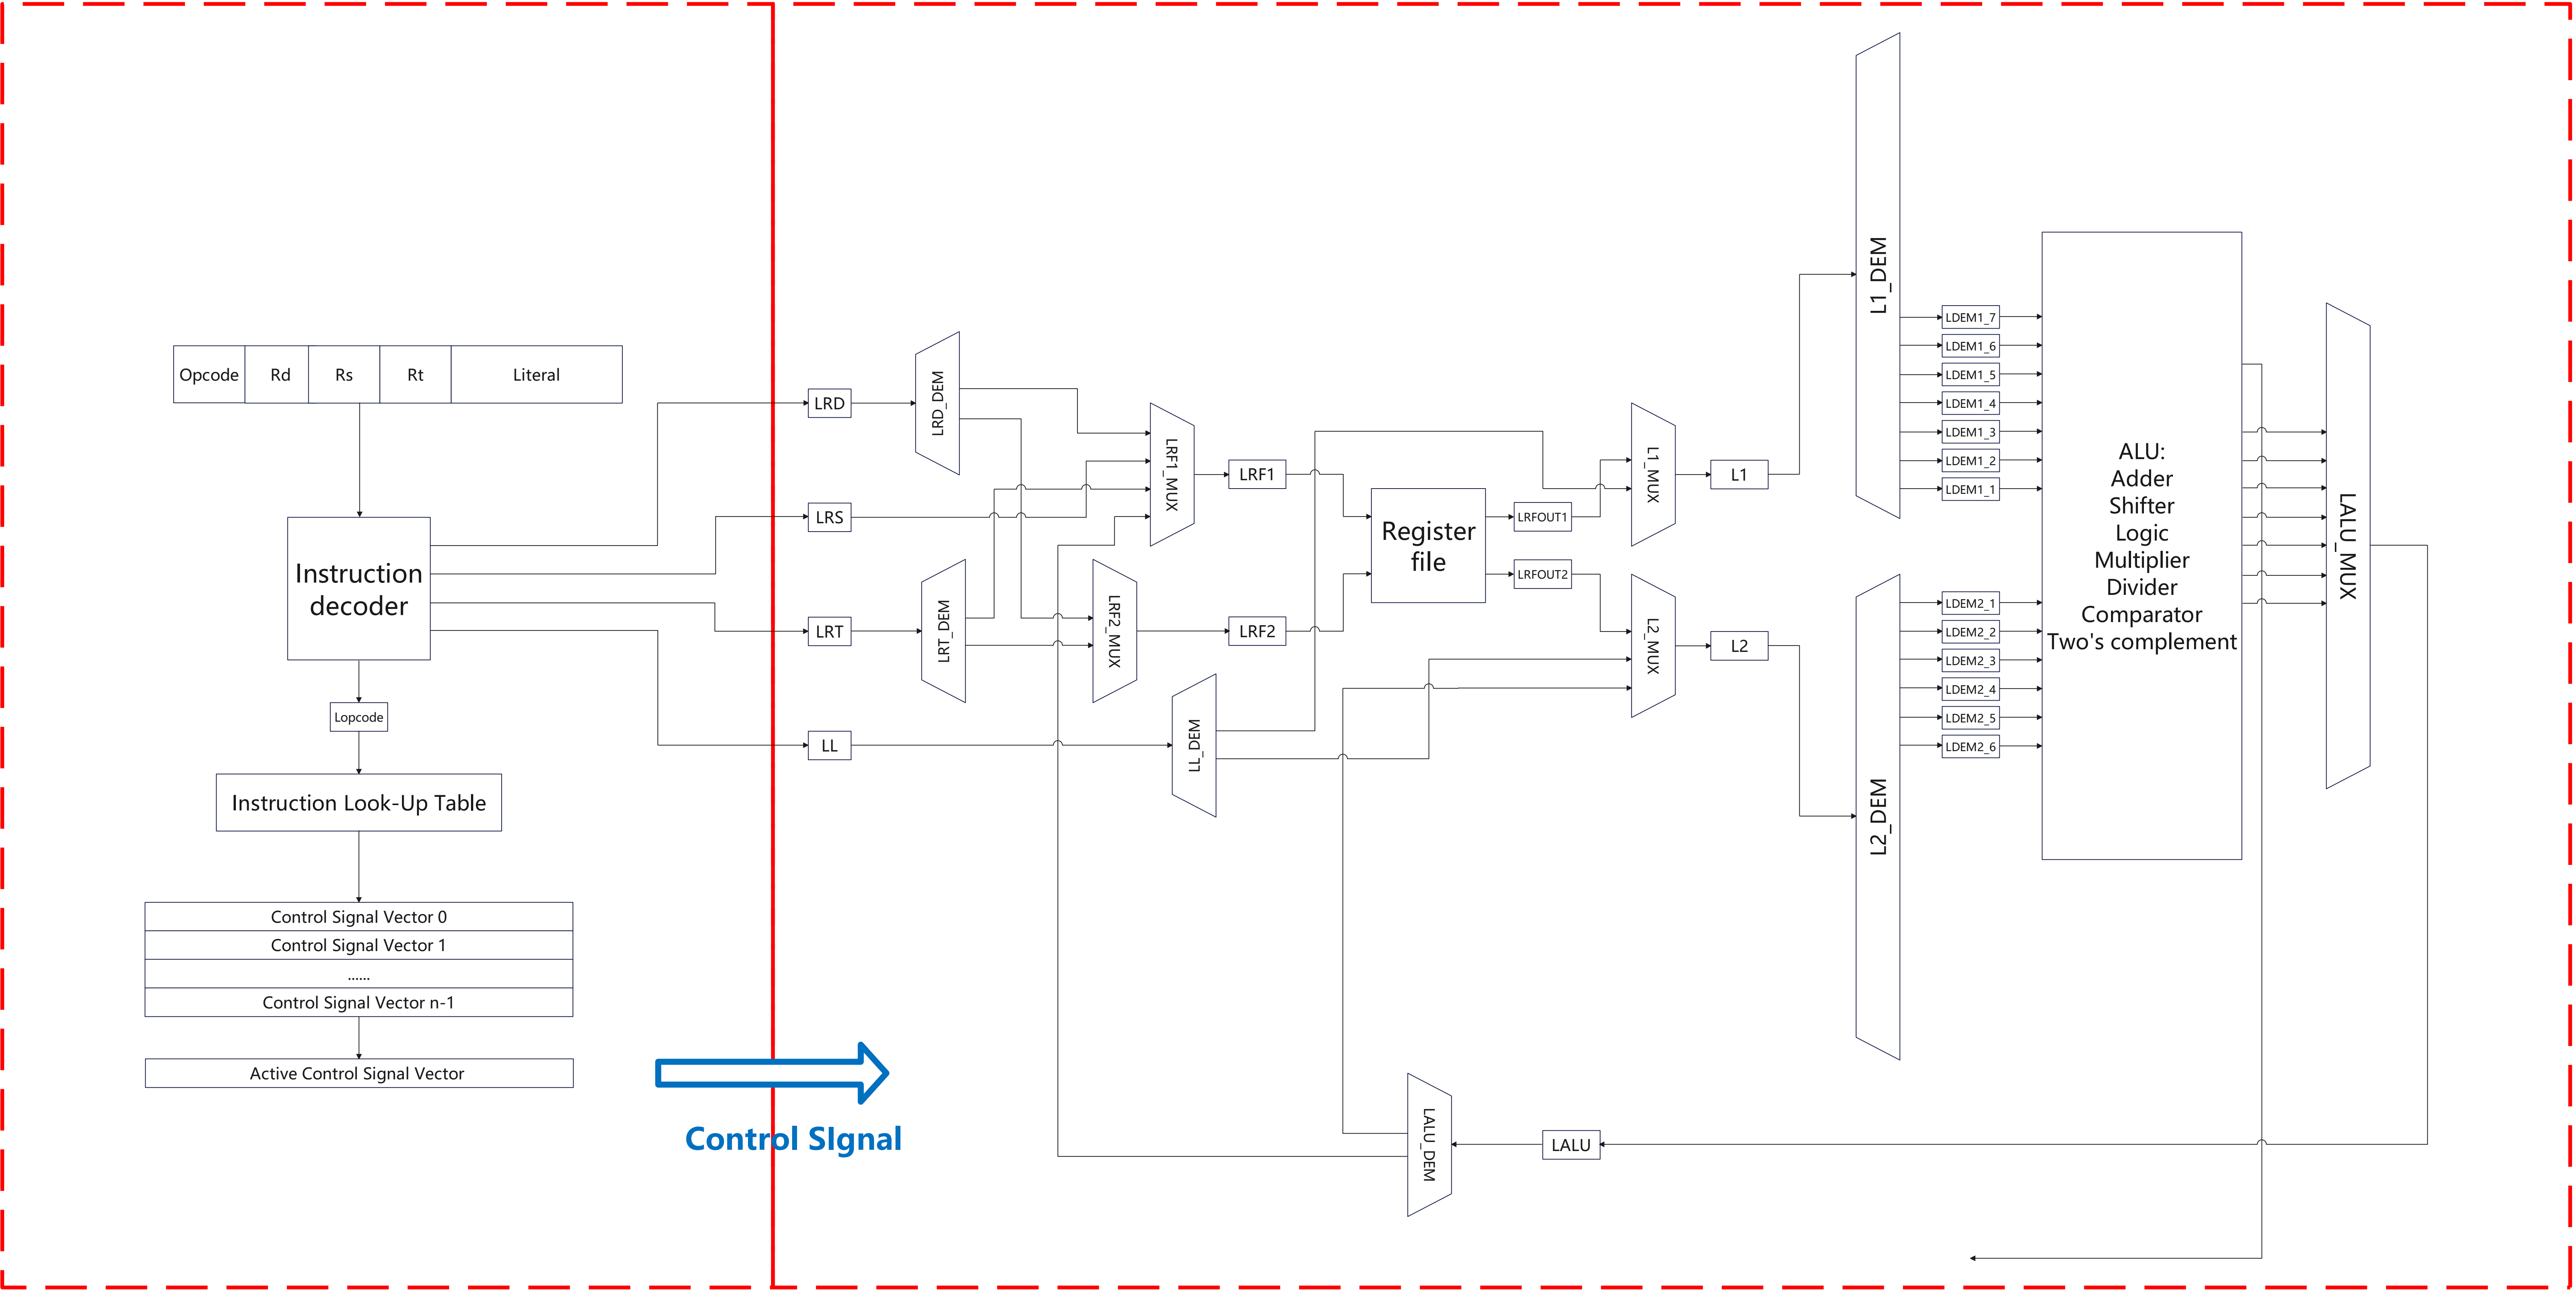 Opcode
Rd
Rs
Rt
Literal
Instruction
decoder
Lopcode
Instruction Look-Up Table
Control Signal Vector 0
Control Signal Vector 1
......
Control Signal Vector n-1
Active Control Signal Vector
Control SIgnal
LRD
LRS
LRT
LL
LRD_DEM
LRT_DEM
LRF1_MUX
LRF2_MUX
LL_DEM
LRF1
LRF2
Register
file
LRFOUT1
LRFOUT2
L1_MUX
L2_MUX
L1
L2
L1_DEM
L2_DEM
LDEM1_7
LDEM1_6
LDEM1_5
LDEM1_4
LDEM1_3
LDEM1_2
LDEM1_1
LDEM2_1
LDEM2_2
LDEM2_3
LDEM2_4
LDEM2_5
LDEM2_6
ALU:
Adder
Shifter
Logic
Multiplier
Divider
Comparator
Two's complement
LALU_MUX
LALU_DEM
LALU